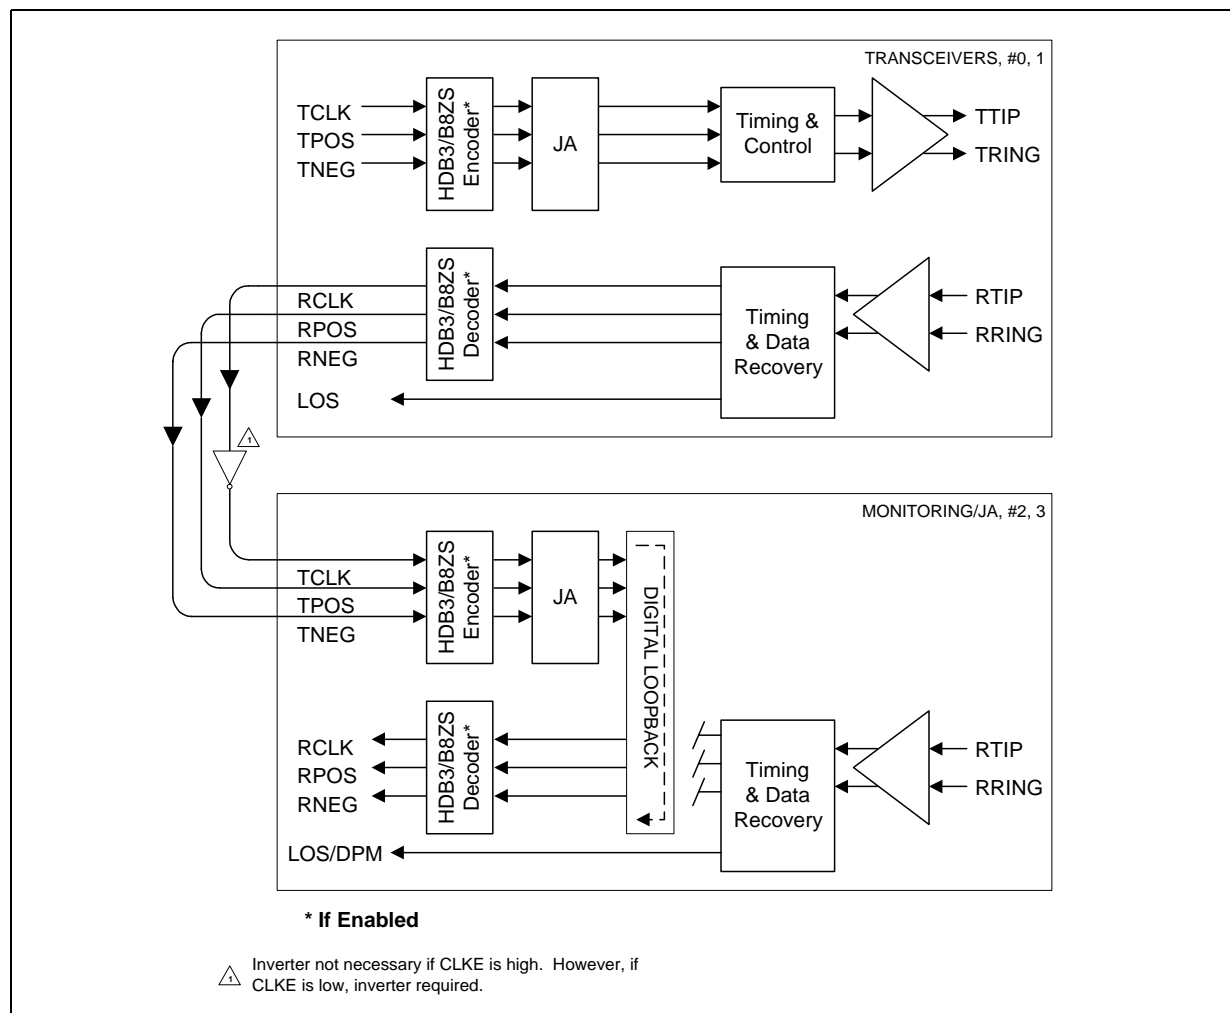 TRANSCEIVERS, #0, 1
TCLK
TPOS
TNEG
HDB3/B8ZS
Encoder*
JA
Timing &
Control
TTIP
TRING
RCLK
RPOS
RNEG
LOS
HDB3/B8ZS
Decoder*
Timing
& Data
Recovery
RTIP
RRING
1
MONITORING/JA, #2, 3
TCLK
TPOS
TNEG
HDB3/B8ZS
Encoder*
JA
DIGITAL LOOPBACK
RCLK
RPOS
RNEG
LOS/DPM
HDB3/B8ZS
Decoder*
Timing
& Data
Recovery
RTIP
RRING
* If Enabled
1
Inverter not necessary if CLKE is high. However, if
CLKE is low, inverter required.